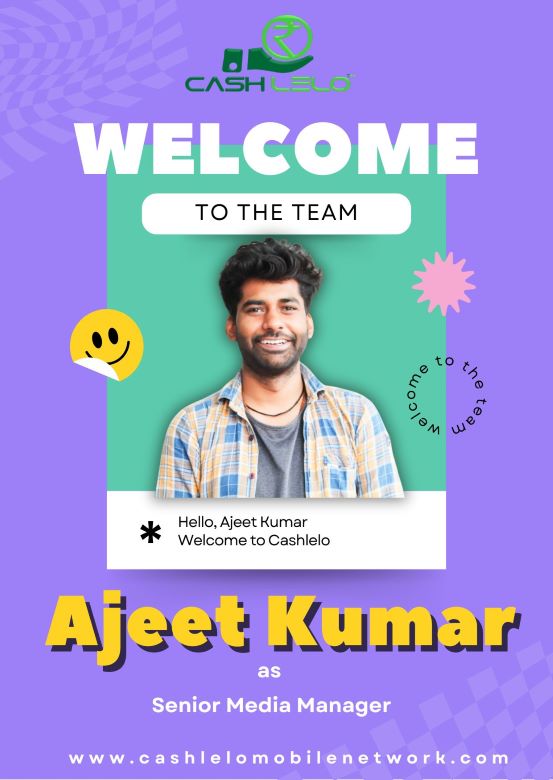 CASH LELO
WELCOME
TO THE TEAM
welcome to the team
Hello, Ajeet Kumar
Welcome to Cashlelo
Ajeet Kumar
as
Senior Media Manager
www.cashlelomobilenetwork.com